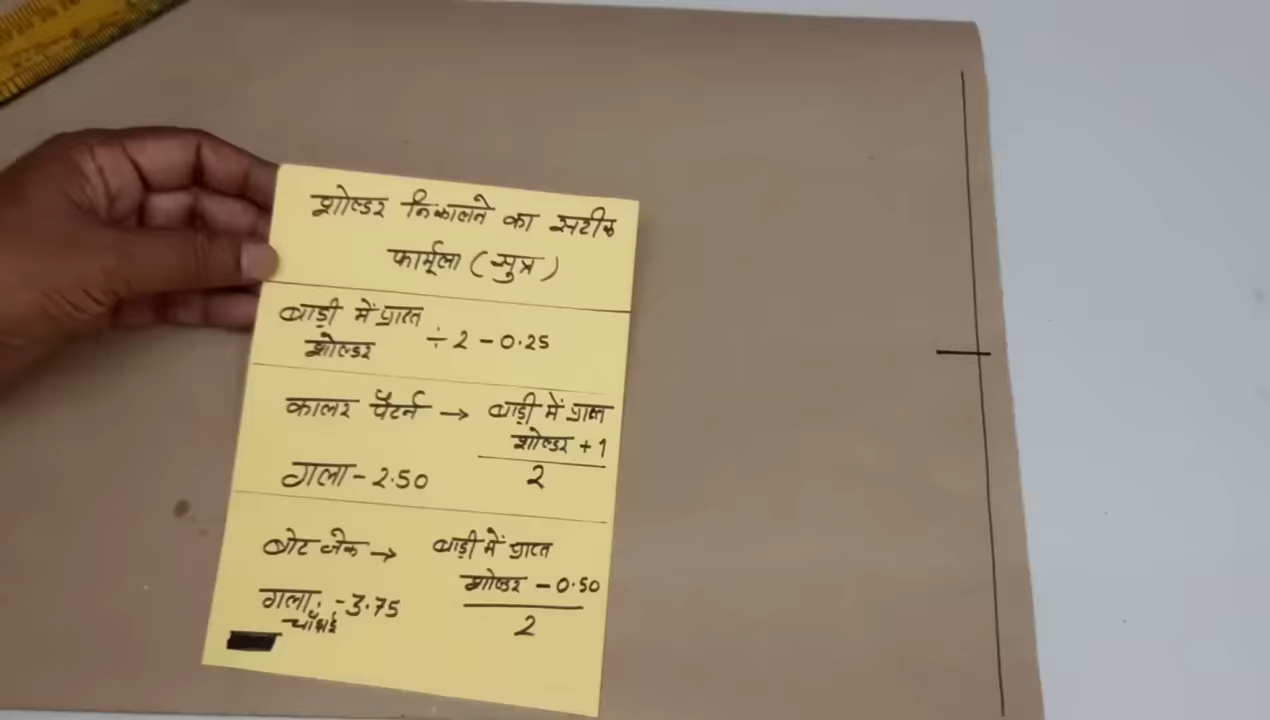 शोल्डर निकालने का सटीक
फार्मूला (सुत्र)
बाड़ी में प्राप्त
शोल्डर ÷ 2 - 0.25
कालर पैटर्न → बाड़ी में प्राप्त
शोल्डर + 1
गला - 2.50 2
बोट नेक → बाड़ी में प्राप्त
शोल्डर - 0.50
गला - 3.75 2
चौड़ाई